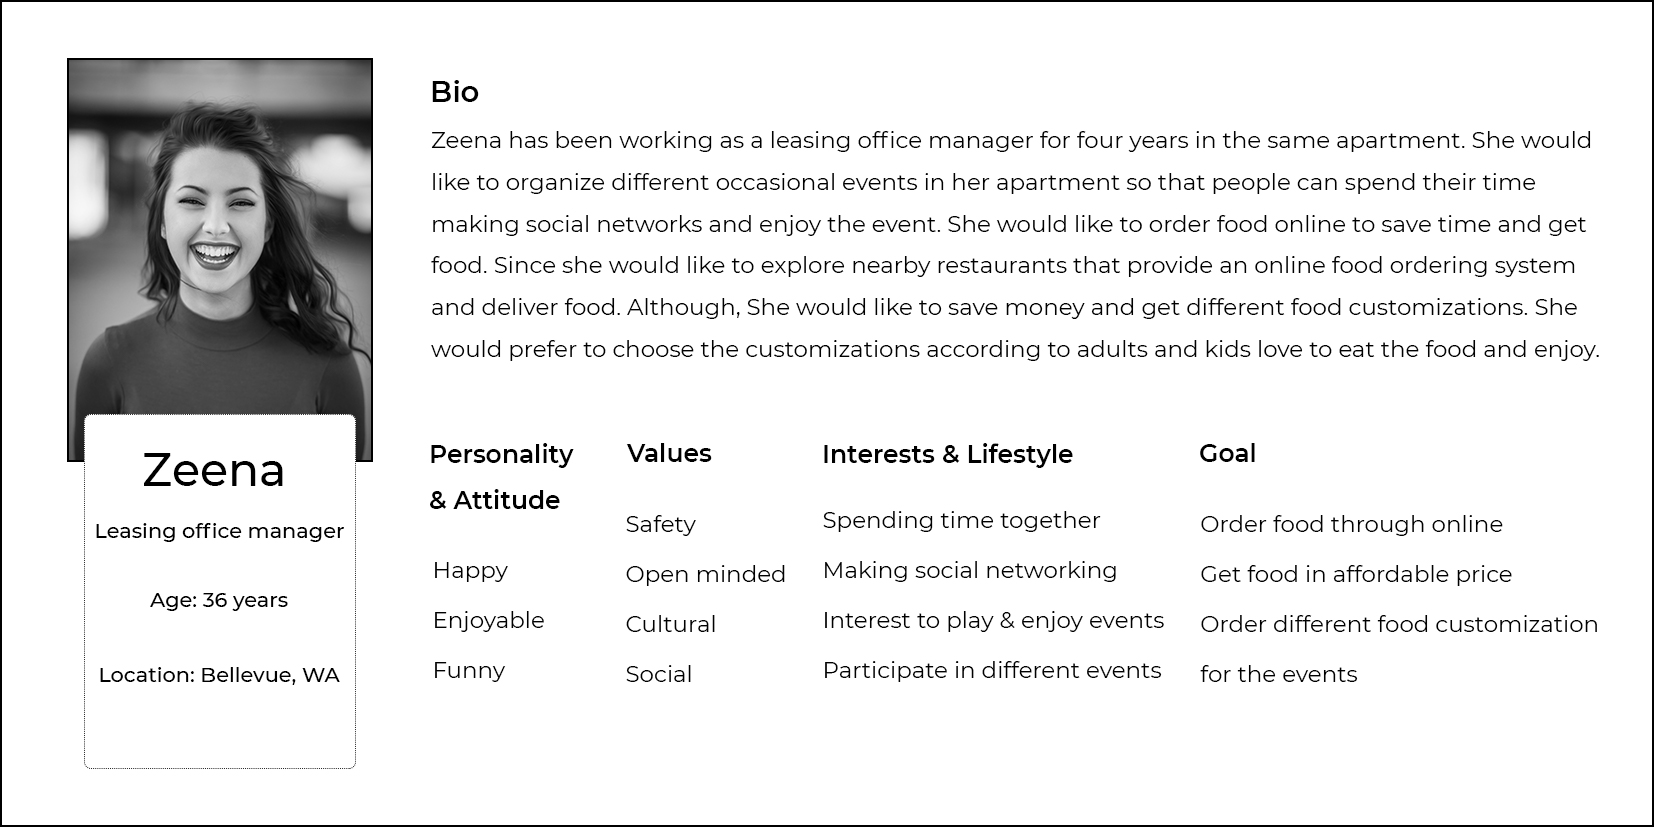 Bio
Zeena has been working as a leasing office manager for four years in the same apartment. She would
like to organize different occasional events in her apartment so that people can spend their time
making social networks and enjoy the event. She would like to order food online to save time and get
food. Since she would like to explore nearby restaurants that provide an online food ordering system
and deliver food. Although, She would like to save money and get different food customizations. She
would prefer to choose the customizations according to adults and kids love to eat the food and enjoy.
Zeena
Leasing office manager
Age: 36 years
Location: Bellevue, WA
Personality
& Attitude
Happy
Enjoyable
Funny
Values
Safety
Open minded
Cultural
Social
Interests & Lifestyle
Spending time together
Making social networking
Interest to play & enjoy events
Participate in different events
Goal
Order food through online
Get food in affordable price
Order different food customization
for the events